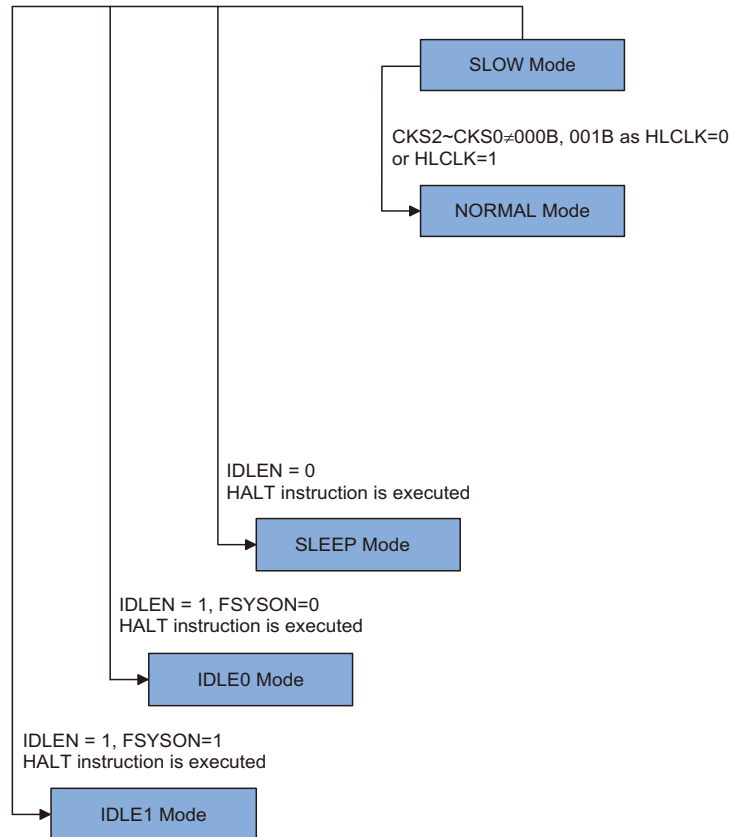 SLOW Mode
CKS2~CKS0≠000B, 001B as HLCLK=0
or HLCLK=1
NORMAL Mode
IDLEN = 0
HALT instruction is executed
SLEEP Mode
IDLEN = 1, FSYSON=0
HALT instruction is executed
IDLE0 Mode
IDLEN = 1, FSYSON=1
HALT instruction is executed
IDLE1 Mode